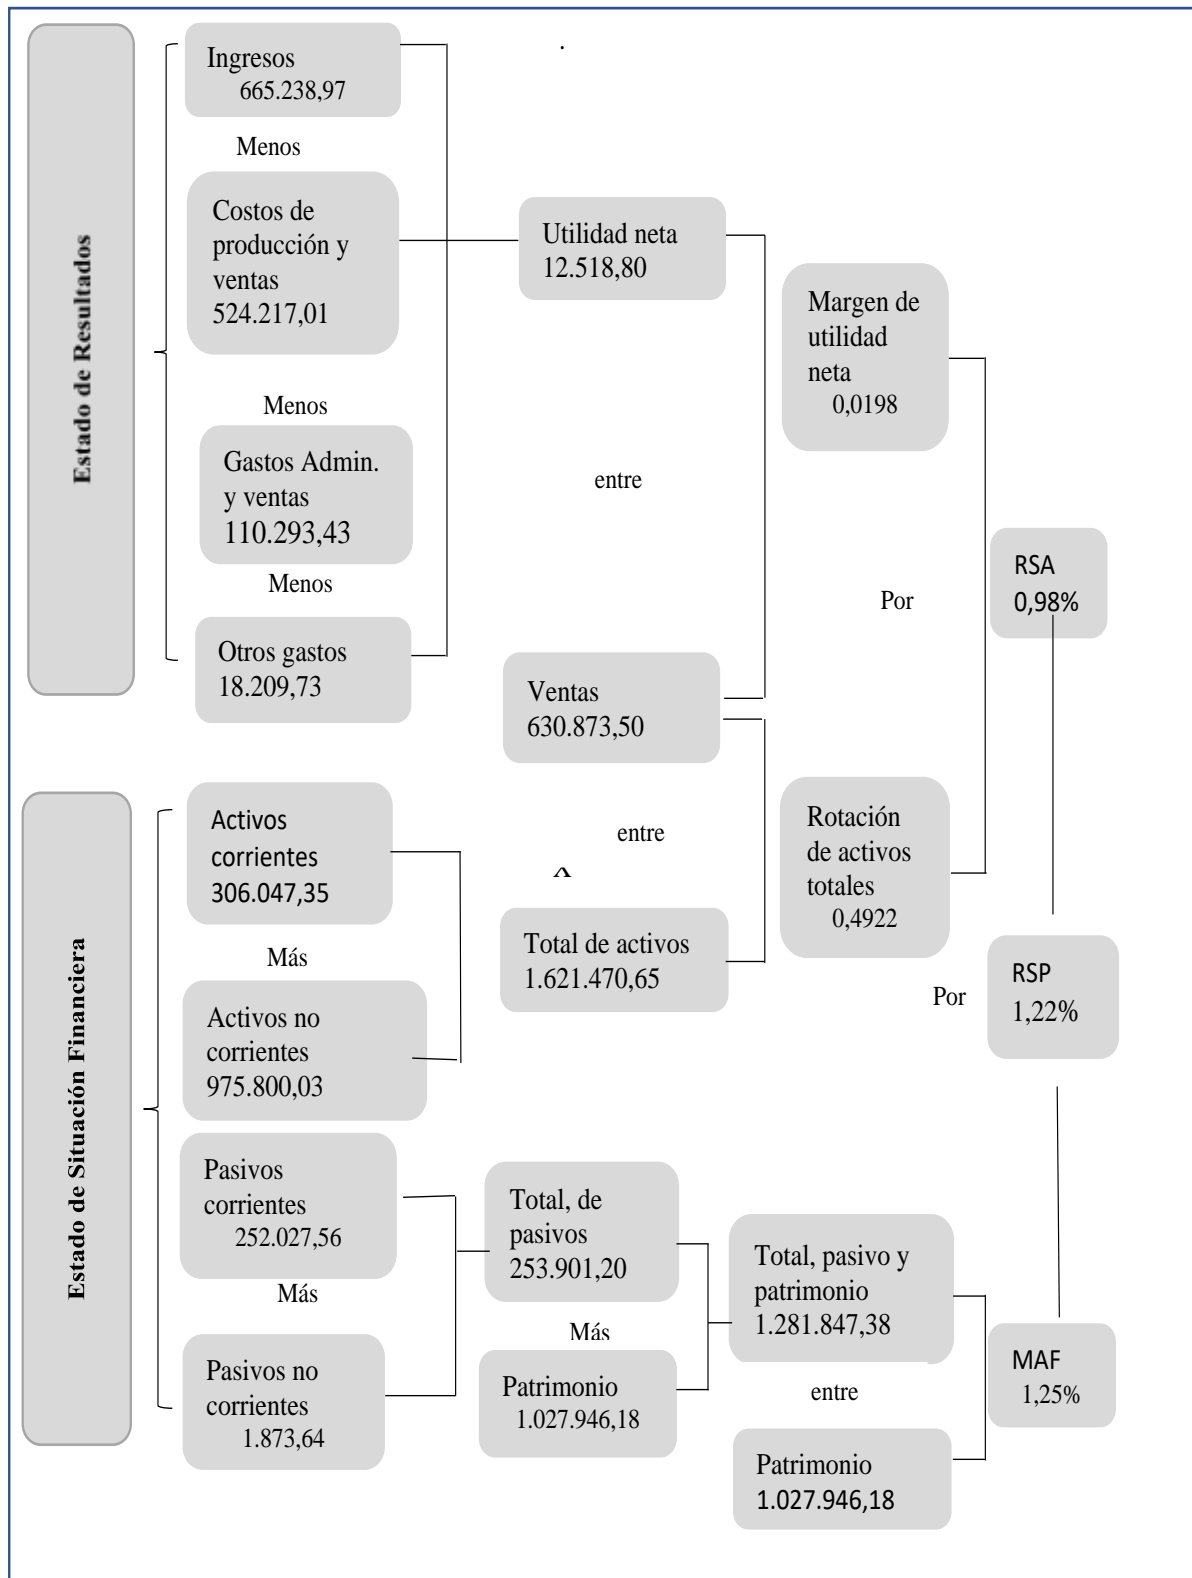 .
Estado de Resultados
Ingresos
665.238,97
Menos
Costos de
producción y
ventas
524.217,01
Menos
Gastos Admin.
y ventas
110.293,43
Menos
Otros gastos
18.209,73
Utilidad neta
12.518,80
entre
Ventas
630.873,50
Margen de
utilidad
neta
0,0198
Por
RSA
0,98%
Estado de Situación Financiera
Activos
corrientes
306.047,35
Más
Activos no
corrientes
975.800,03
entre
Total de activos
1.621.470,65
Rotación
de activos
totales
0,4922
Por
RSP
1,22%
Pasivos
corrientes
252.027,56
Más
Pasivos no
corrientes
1.873,64
Total, de
pasivos
253.901,20
Más
Patrimonio
1.027.946,18
Total, pasivo y
patrimonio
1.281.847,38
entre
Patrimonio
1.027.946,18
MAF
1,25%